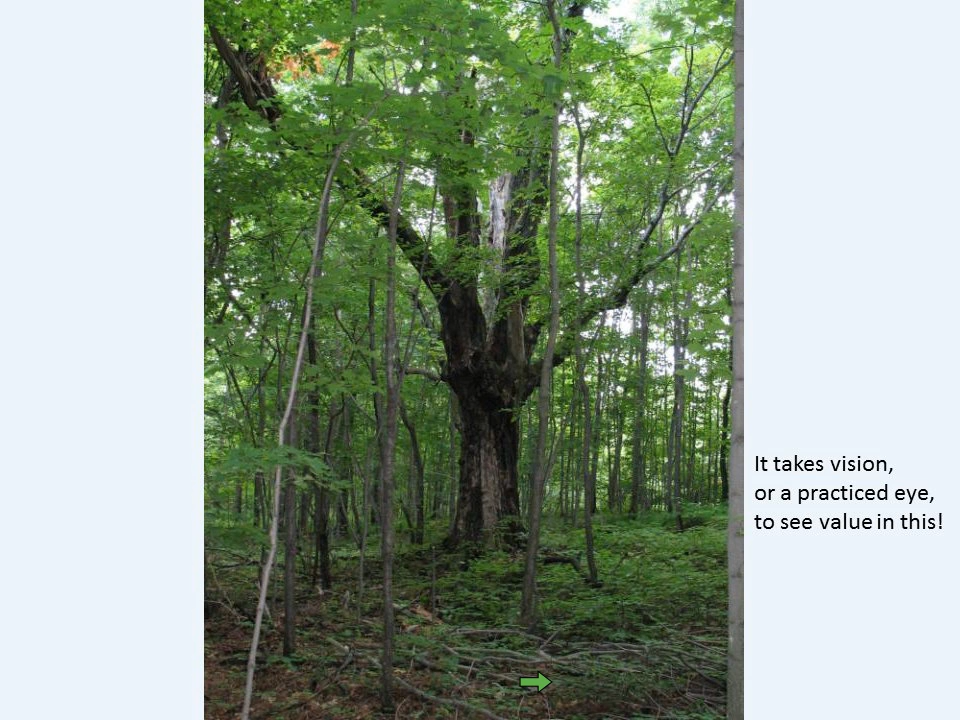 It takes vision,
or a practiced eye,
to see value in this!